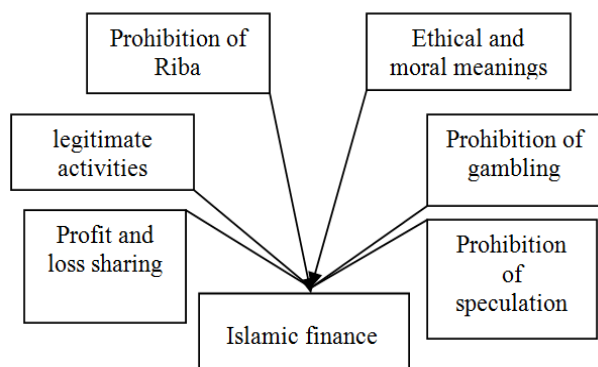 Prohibition of
Riba
Ethical and
moral meanings
legitimate
activities
Prohibition of
gambling
Profit and
loss sharing
Prohibition
of
speculation
Islamic finance